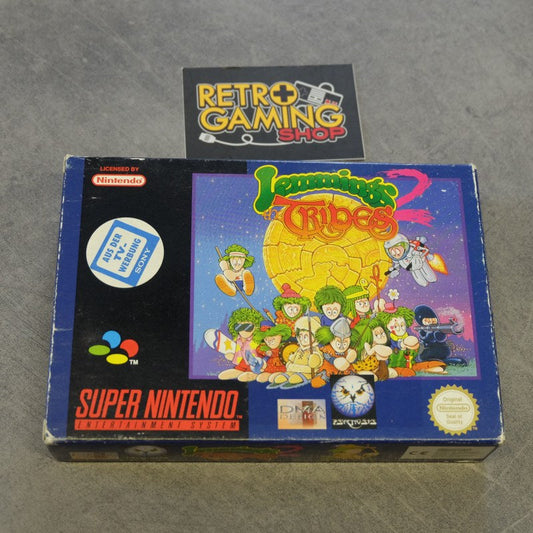 RETRO
GAMING
SHOP
LICENSED BY
Nintendo
Lemmings 2
TRIBES
AUS DER
TV-
WERBUNG
SONY
TM
SUPER NINTENDO
ENTERTAINMENT SYSTEM
DMA
PSYGNOSIS
Original
Nintendo
Seal of
Quality